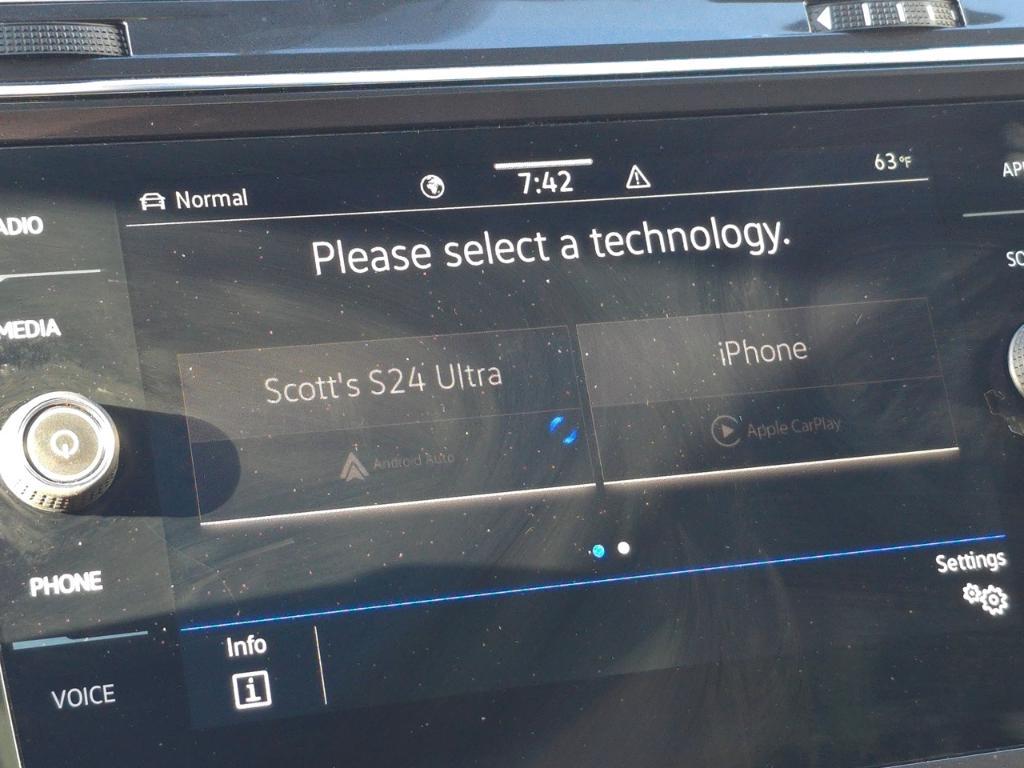 Normal
7:42
63°F
ADIO
Please select a technology.
MEDIA
Scott's S24 Ultra
iPhone
Android Auto
Apple CarPlay
PHONE
Settings
Info
i
VOICE